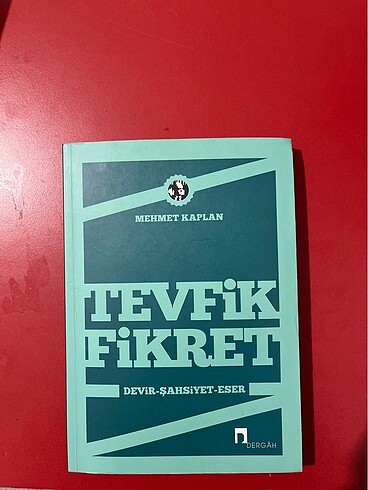 MEHMET KAPLAN
TEVFİK
FİKRET
DEVİR-ŞAHSİYET-ESER
DERGÂH